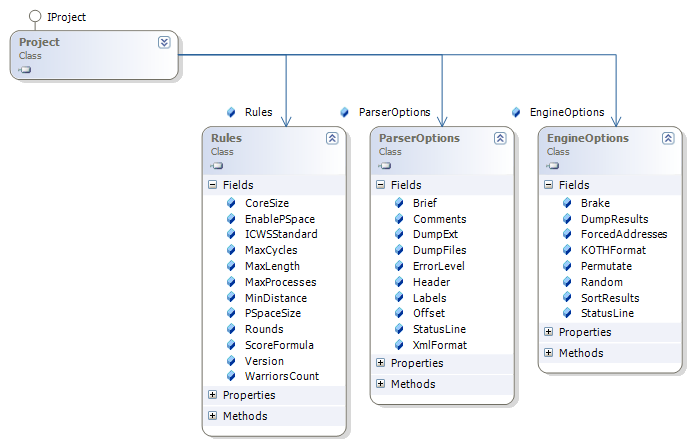 IProject
Project
Class
Rules
ParserOptions
EngineOptions
Rules
Class
Fields
CoreSize
EnablePSpace
ICWSStandard
MaxCycles
MaxLength
MaxProcesses
MinDistance
PSpaceSize
Rounds
ScoreFormula
Version
WarriorsCount
Properties
Methods
ParserOptions
Class
Fields
Brief
Comments
DumpExt
DumpFiles
ErrorLevel
Header
Labels
Offset
StatusLine
XmlFormat
Properties
Methods
EngineOptions
Class
Fields
Brake
DumpResults
ForcedAddresses
KOTHFormat
Permutate
Random
SortResults
StatusLine
Properties
Methods